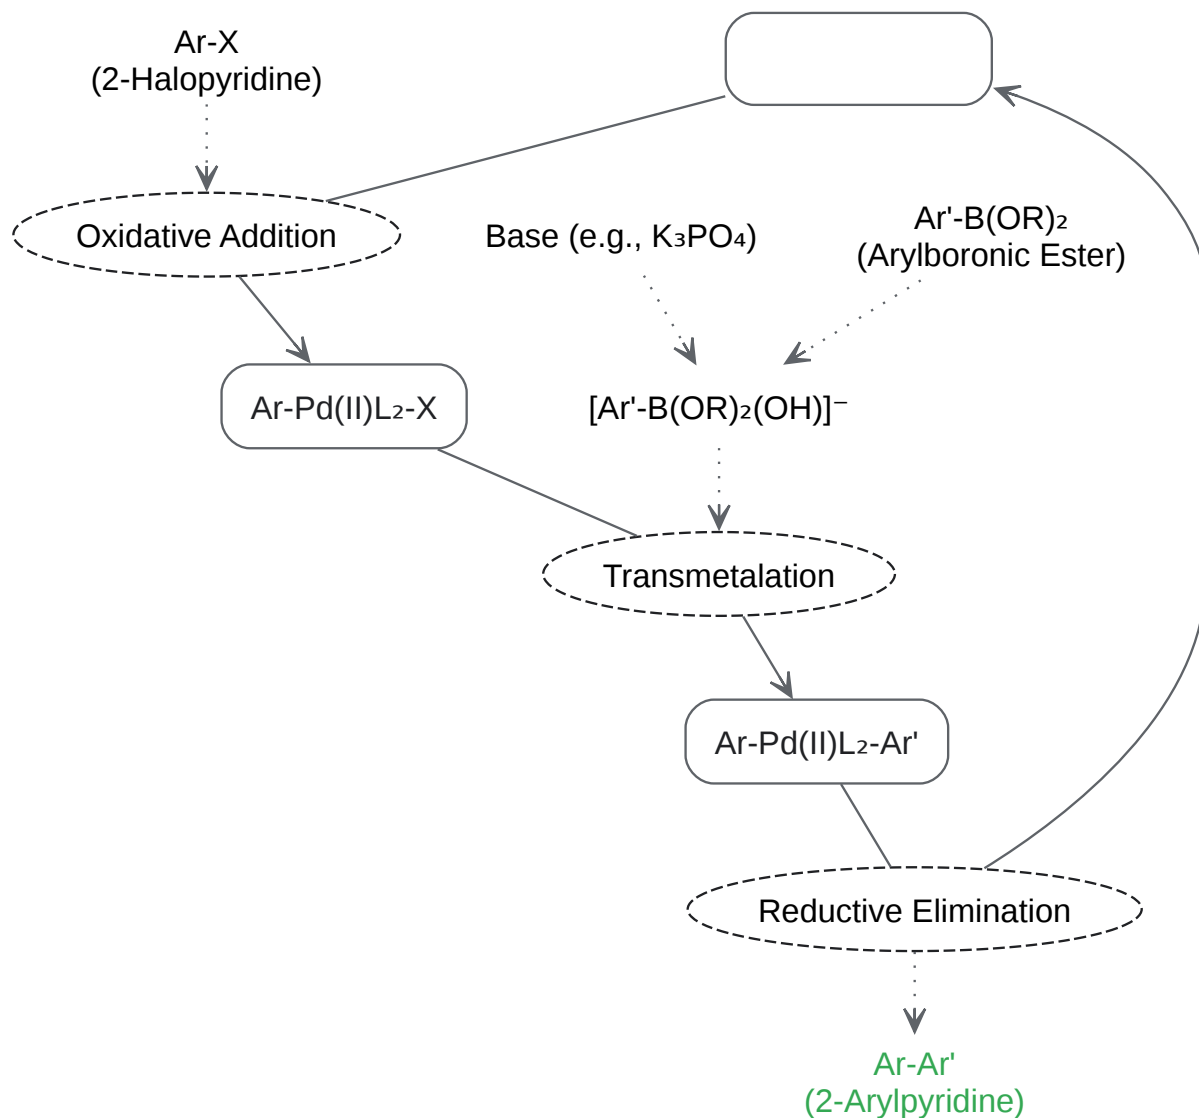 Ar-X
(2-Halopyridine)
Oxidative Addition
Base (e.g., K₃PO₄)
Ar'-B(OR)₂
(Arylboronic Ester)
Ar-Pd(II)L₂-X
[Ar'-B(OR)₂(OH)]⁻
Transmetalation
Ar-Pd(II)L₂-Ar'
Reductive Elimination
Ar-Ar'
(2-Arylpyridine)